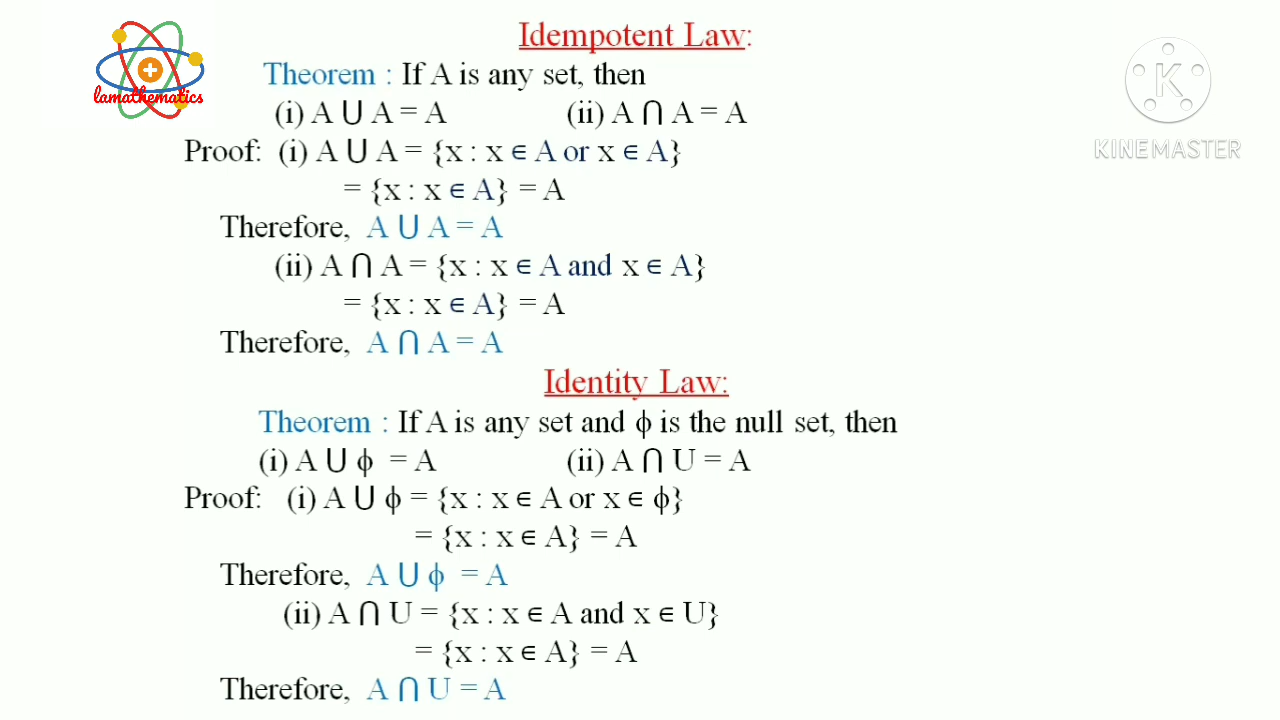 Idempotent Law:
lamathematics
K
KINEMASTER
Theorem : If A is any set, then
(i) A ⋃ A = A (ii) A ⋂ A = A
Proof: (i) A ⋃ A = {x : x ∈ A or x ∈ A}
= {x : x ∈ A} = A
Therefore, A ⋃ A = A
(ii) A ⋂ A = {x : x ∈ A and x ∈ A}
= {x : x ∈ A} = A
Therefore, A ⋂ A = A
Identity Law:
Theorem : If A is any set and ϕ is the null set, then
(i) A ⋃ ϕ = A (ii) A ⋂ U = A
Proof: (i) A ⋃ ϕ = {x : x ∈ A or x ∈ ϕ}
= {x : x ∈ A} = A
Therefore, A ⋃ ϕ = A
(ii) A ⋂ U = {x : x ∈ A and x ∈ U}
= {x : x ∈ A} = A
Therefore, A ⋂ U = A